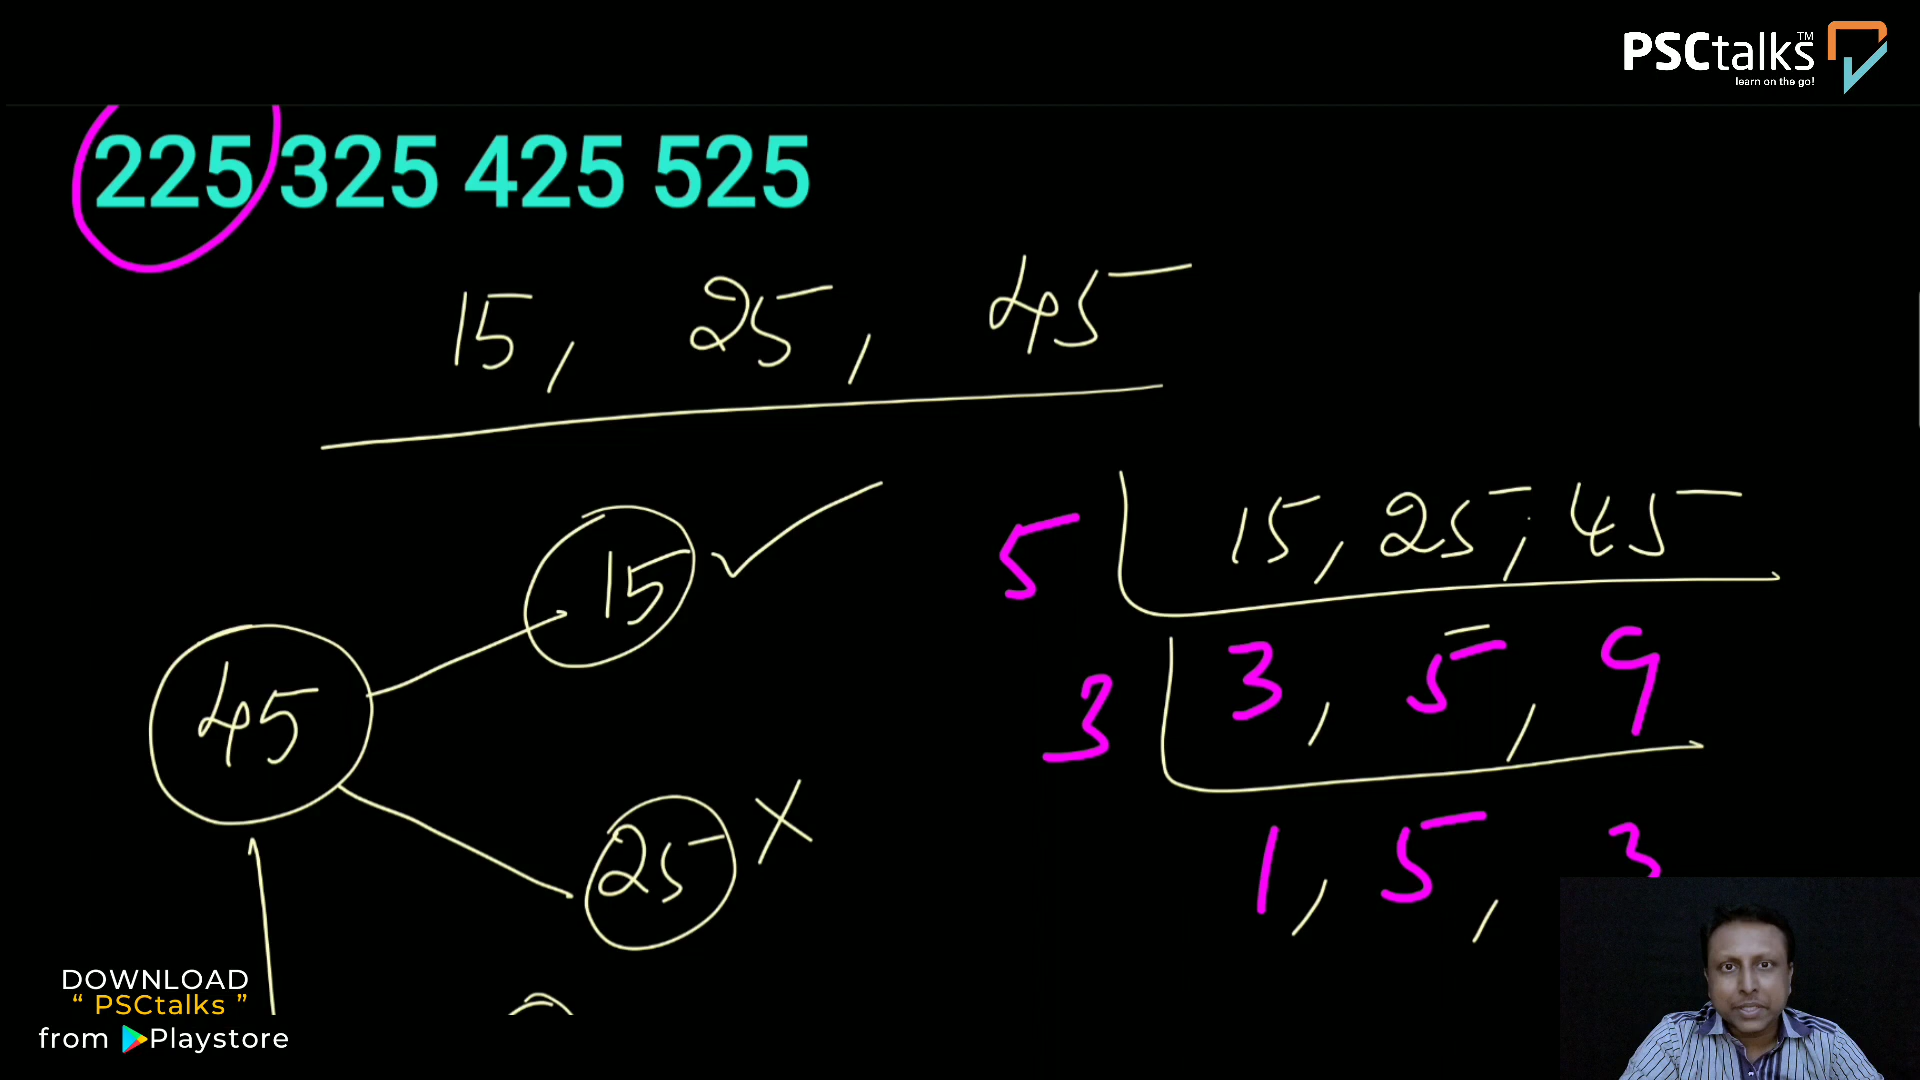 PSCtalks™
learn on the go!
225 325 425 525
15, 25, 45
5 15, 25, 45
15
3 3, 5, 9
45
25 X
1, 5, 3
DOWNLOAD
“ PSCtalks ”
from Playstore